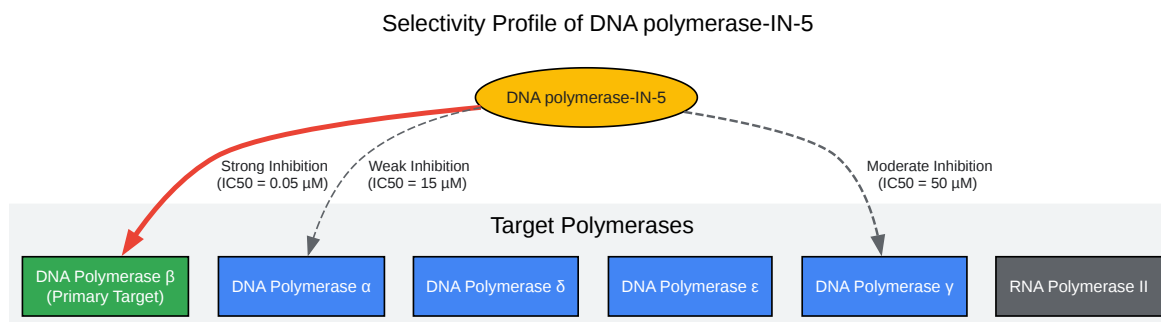 Selectivity Profile of DNA polymerase-IN-5
DNA polymerase-IN-5
Strong Inhibition
(IC50 = 0.05 µM)
Weak Inhibition
(IC50 = 15 µM)
Moderate Inhibition
(IC50 = 50 µM)
Target Polymerases
DNA Polymerase β
(Primary Target)
DNA Polymerase α
DNA Polymerase δ
DNA Polymerase ε
DNA Polymerase γ
RNA Polymerase II